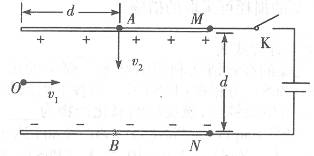 d
A
M
K
+ + + + +
O
v₁
v₂
d
− − − − −
B
N